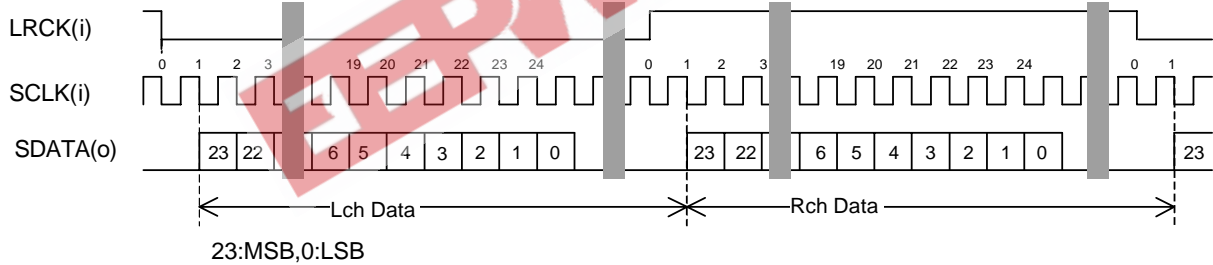 LRCK(i)
0 1 2 3 19 20 21 22 23 24 0 1 2 3 19 20 21 22 23 24 0 1
SCLK(i)
SDATA(o) 23 22 6 5 4 3 2 1 0 23 22 6 5 4 3 2 1 0 23
Lch Data Rch Data
23:MSB,0:LSB